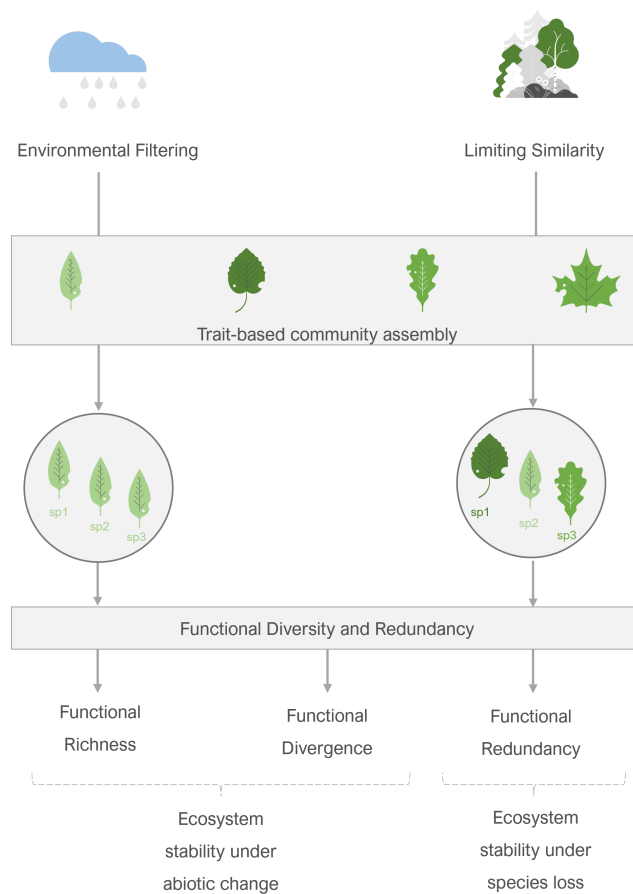 Environmental Filtering
Limiting Similarity
Trait-based community assembly
sp1
sp2
sp3
sp1
sp2
sp3
Functional Diversity and Redundancy
Functional
Richness
Functional
Divergence
Functional
Redundancy
Ecosystem
stability under
abiotic change
Ecosystem
stability under
species loss